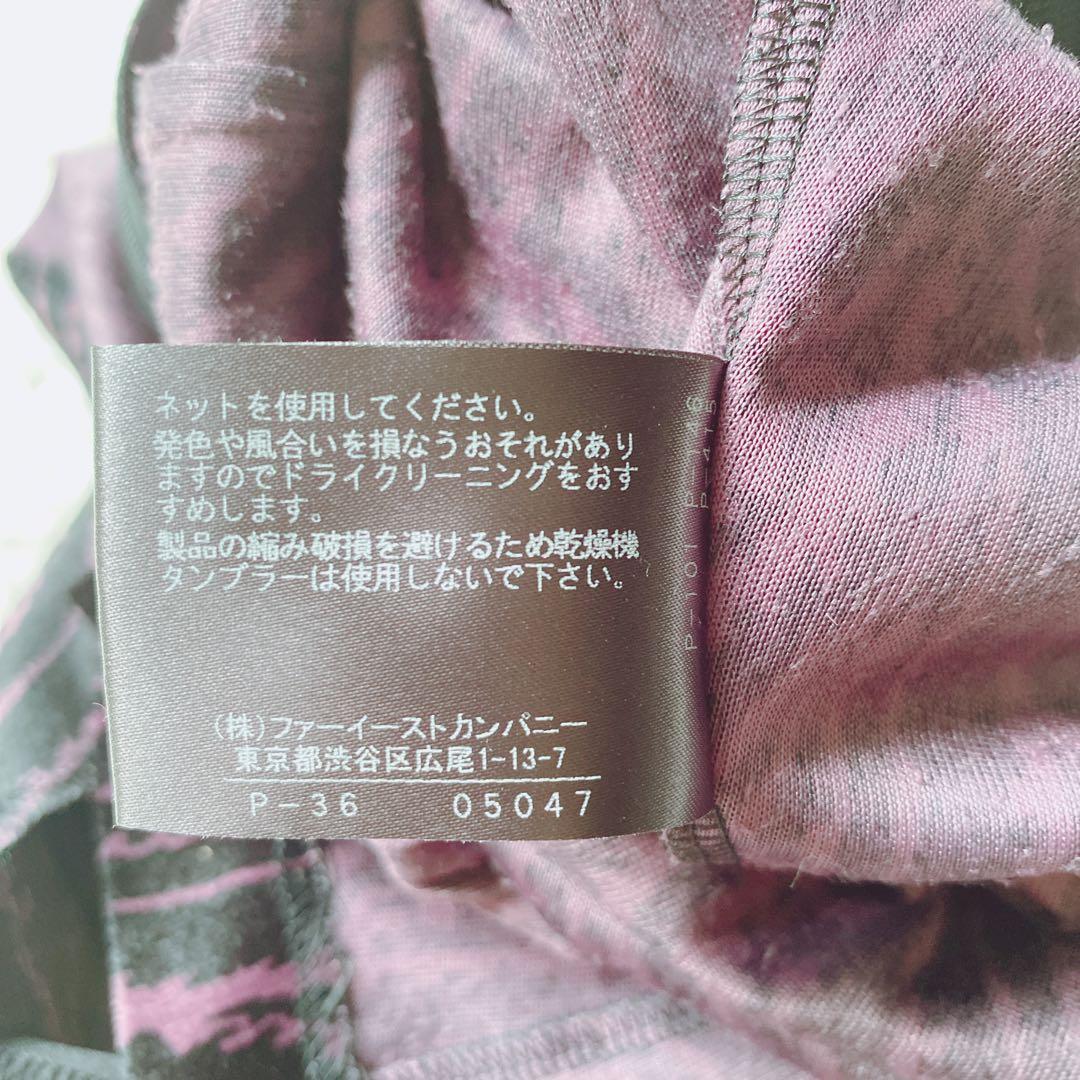 ネットを使用してください。
発色や風合いを損なうおそれがあり
ますのでドライクリーニングをおす
すめします。
製品の縮み破損を避けるため乾燥機、
タンブラーは使用しないで下さい。
(株)ファーイーストカンパニー
東京都渋谷区広尾1-13-7
P-36 05047